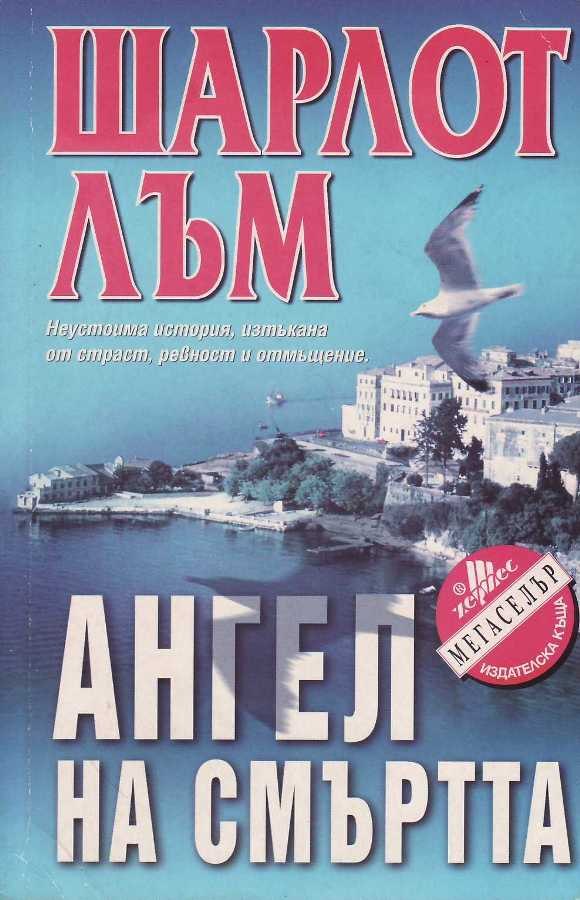 ШАРЛОТ
ЛЪМ
Неустоима история, изтъкана
от страст, ревност и отмъщение.
®
Хермес
МЕГАСЕЛЪР
ИЗДАТЕЛСКА КЪЩА
АНГЕЛ
НА СМЪРТТА